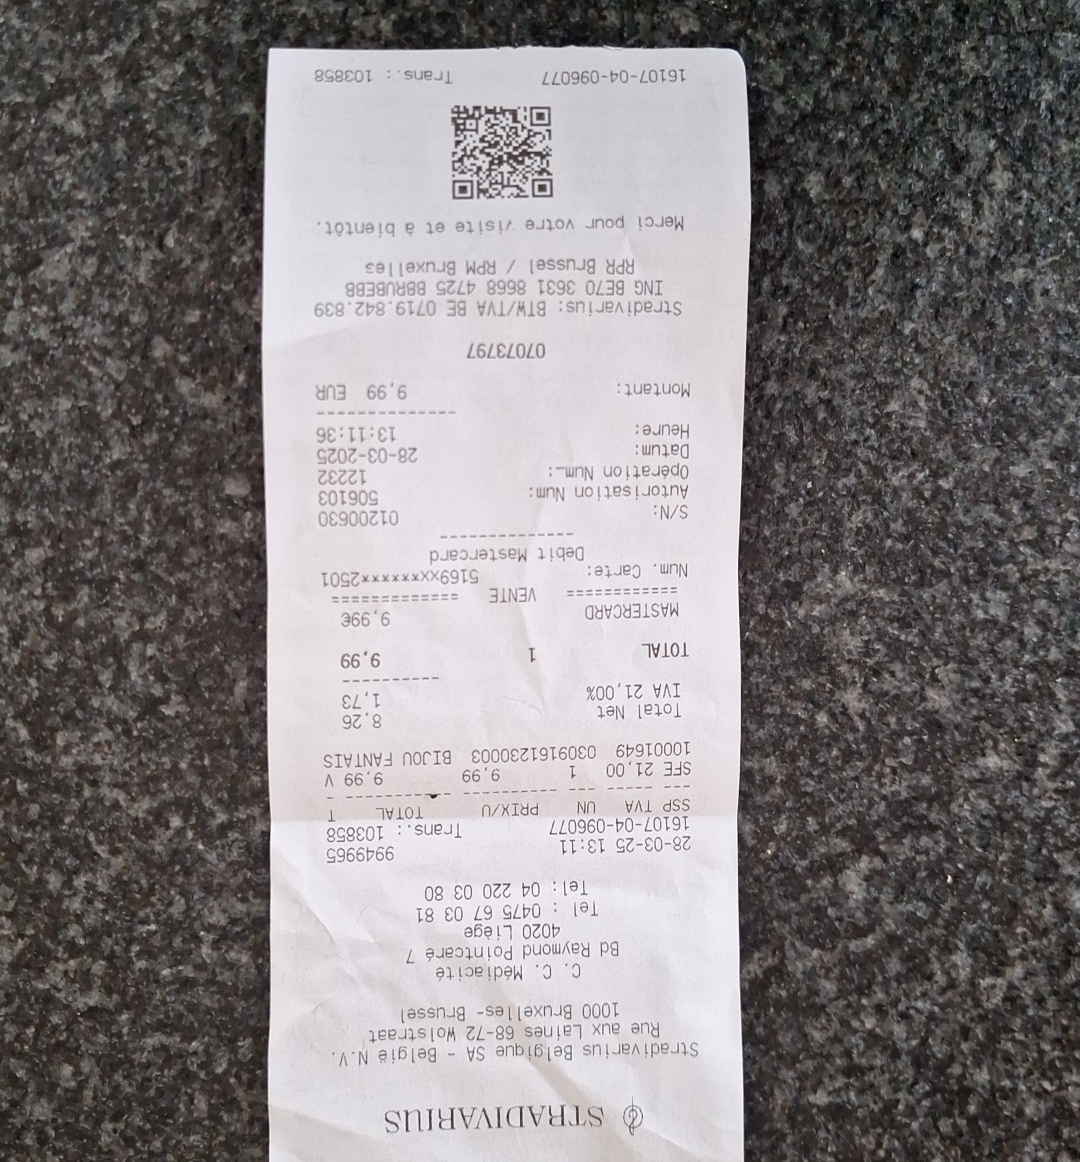 STRADIVARIUS
Stradivarius Belgique SA - België N.V.
Rue aux Laines 68-72 Wolstraat
1000 Bruxelles- Brussel
C. C. Médiacité
Bd Raymond Pointcaré 7
4020 Liège
Tel : 0475 67 03 81
Tel: 04 220 03 80
28-03-25 13:11 9949965
16107-04-096077 Trans.: 103858
SSP TVA UN PRIX/U TOTAL T
--- ----- --- ---------- ---------- -
SFE 21,00 1 9,99 9,99 V
10001649 0309161230003 BIJOU FANTAIS
Total Net 8,26
IVA 21,00% 1,73
----------
TOTAL 1 9,99
MASTERCARD 9,99€
============ VENTE =============
Num. Carte: 5169xxxxxxxx2501
Debit Mastercard
--------------
S/N: 01200630
Autorisation Num: 506103
Opération Num…: 12232
Datum: 28-03-2025
Heure: 13:11:36
--------------
Montant: 9,99 EUR
07073797
Stradivarius: BTW/TVA BE 0719.842.839
ING BE70 3631 8668 4725 BBRUBEBB
RPR Brussel / RPM Bruxelles
Merci pour votre visite et à bientôt.
16107-04-096077 Trans.: 103858